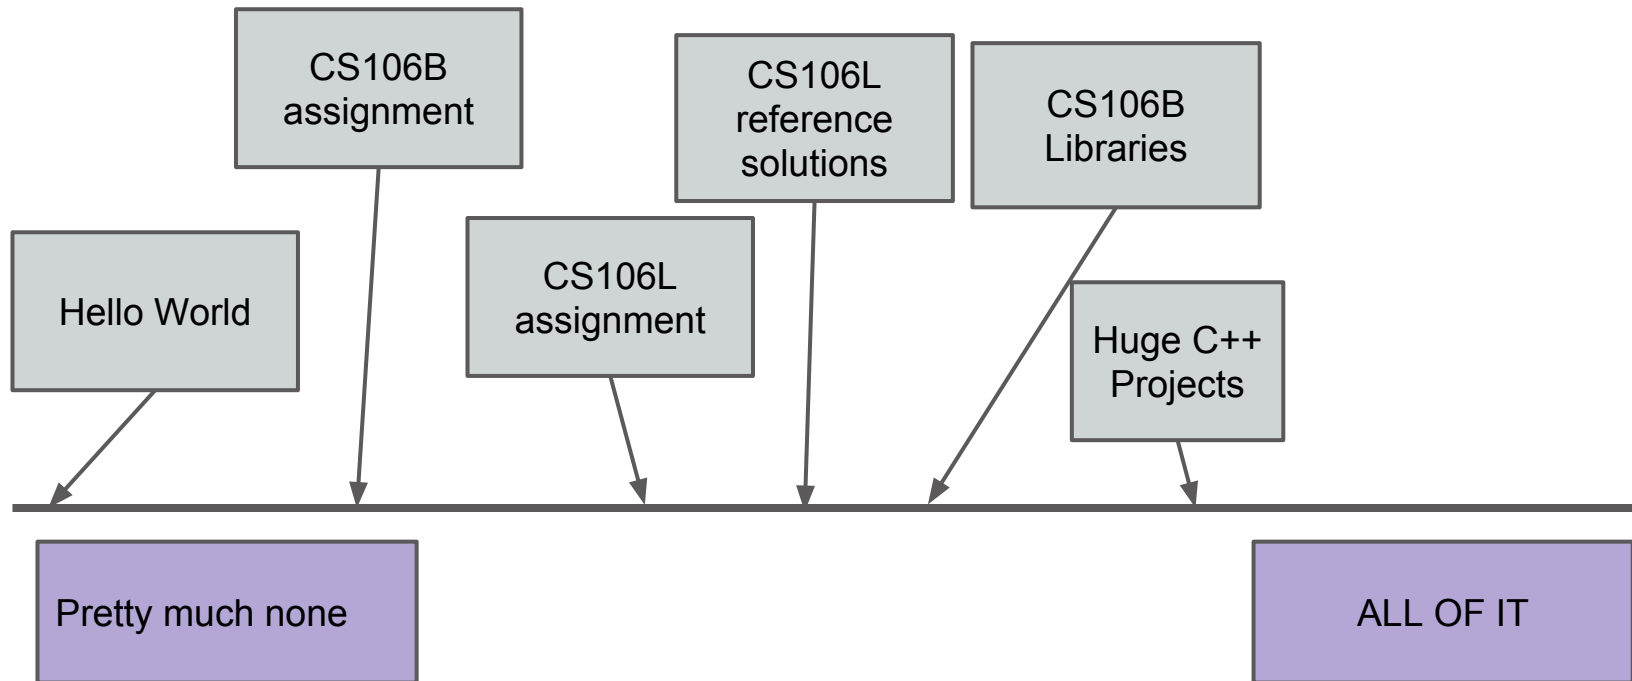 CS106B
assignment
CS106L
reference
solutions
CS106B
Libraries
Hello World
CS106L
assignment
Huge C++
Projects
Pretty much none
ALL OF IT